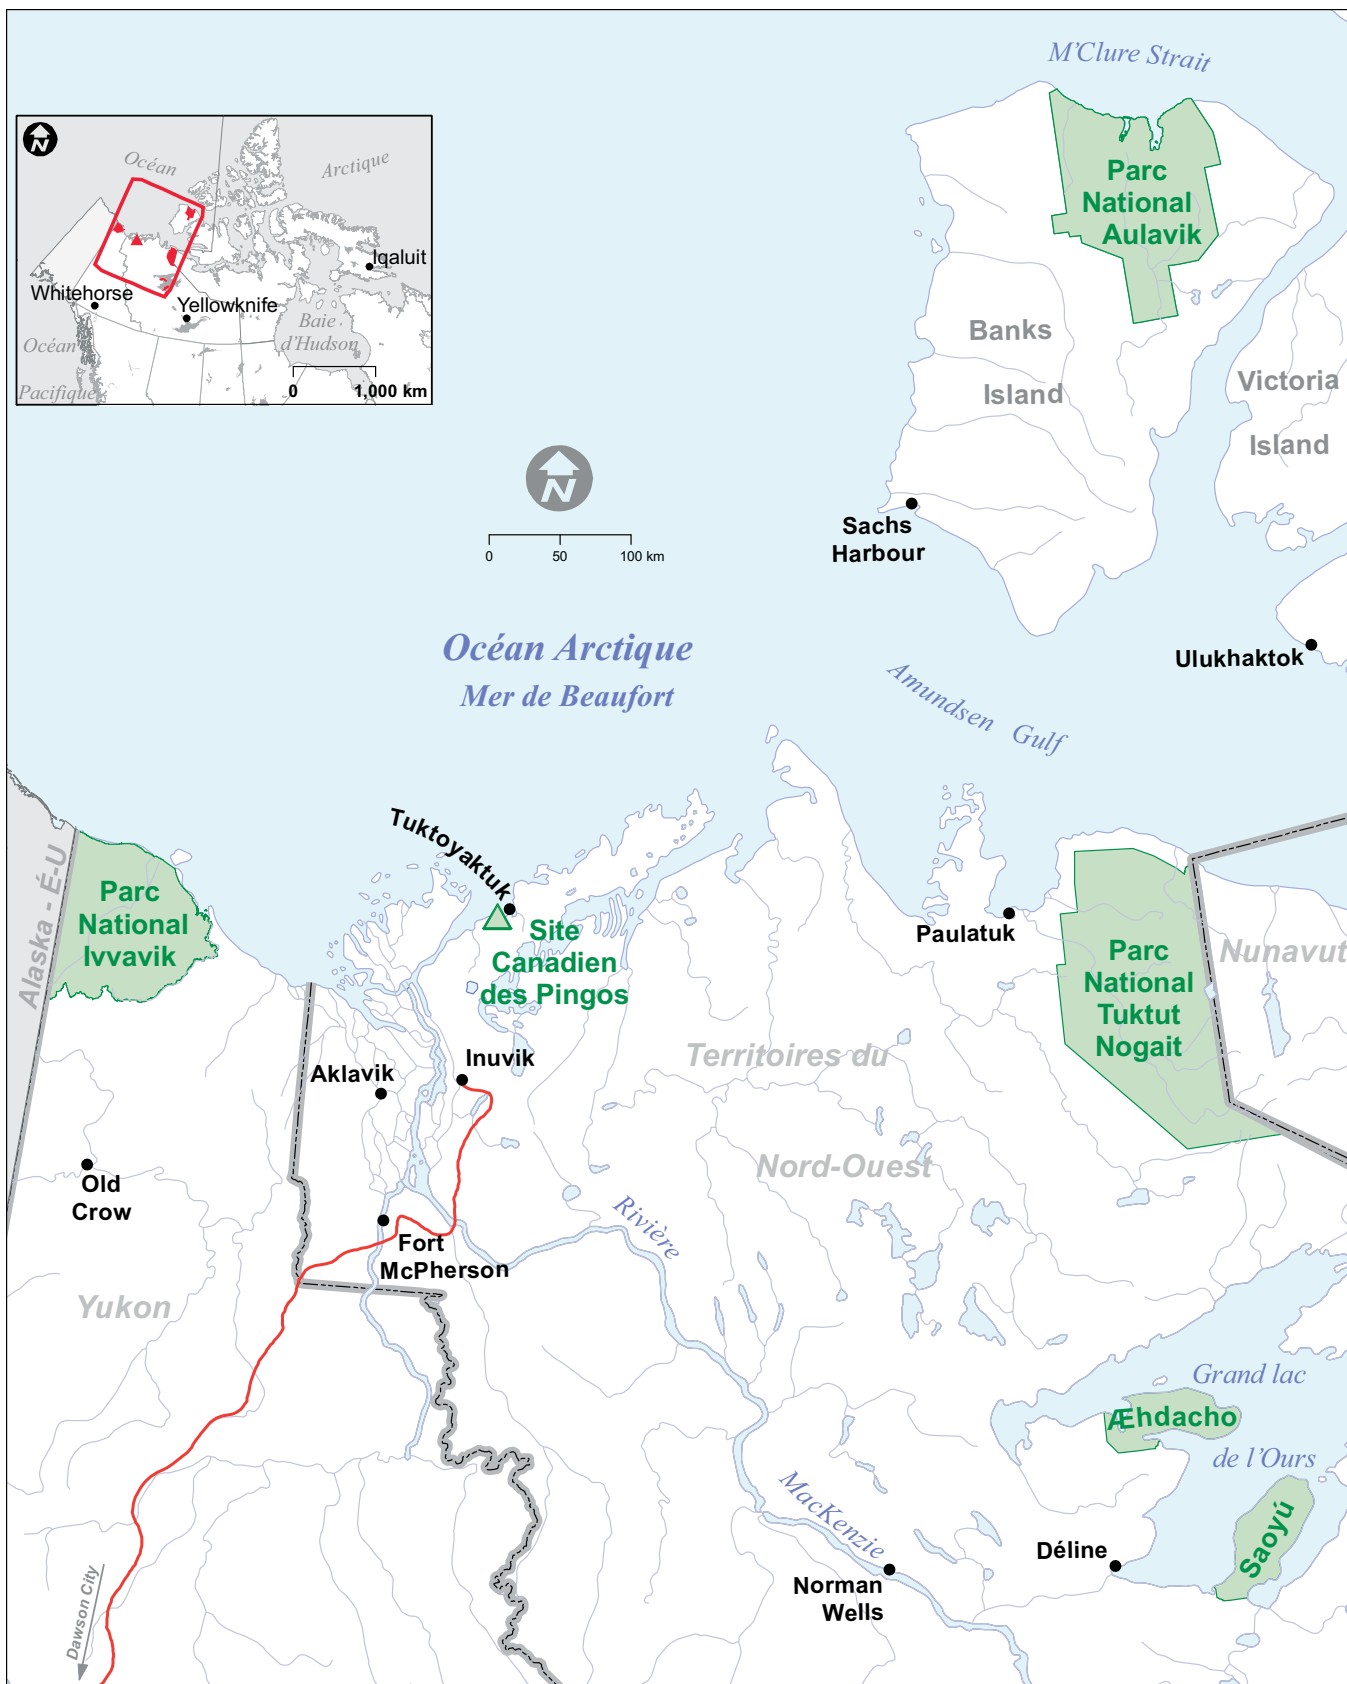 M'Clure Strait
N
Océan
Arctique
Iqaluit
Whitehorse
Yellowknife
Océan
Pacifique
Baie
d'Hudson
0 1,000 km
Parc
National
Aulavik
Banks
Island
Victoria
Island
N
0 50 100 km
Sachs
Harbour
Océan Arctique
Mer de Beaufort
Ulukhaktok
Amundsen Gulf
Alaska - É-U
Parc
National
Ivvavik
Tuktoyaktuk
Site
Canadien
des Pingos
Paulatuk
Parc
National
Tuktut
Nogait
Nunavut
Territoires du
Nord-Ouest
Aklavik
Inuvik
Old
Crow
Fort
McPherson
Rivière
MacKenzie
Yukon
Grand lac
de l'Ours
Æhdacho
Saoyú
Déline
Norman
Wells
Dawson City